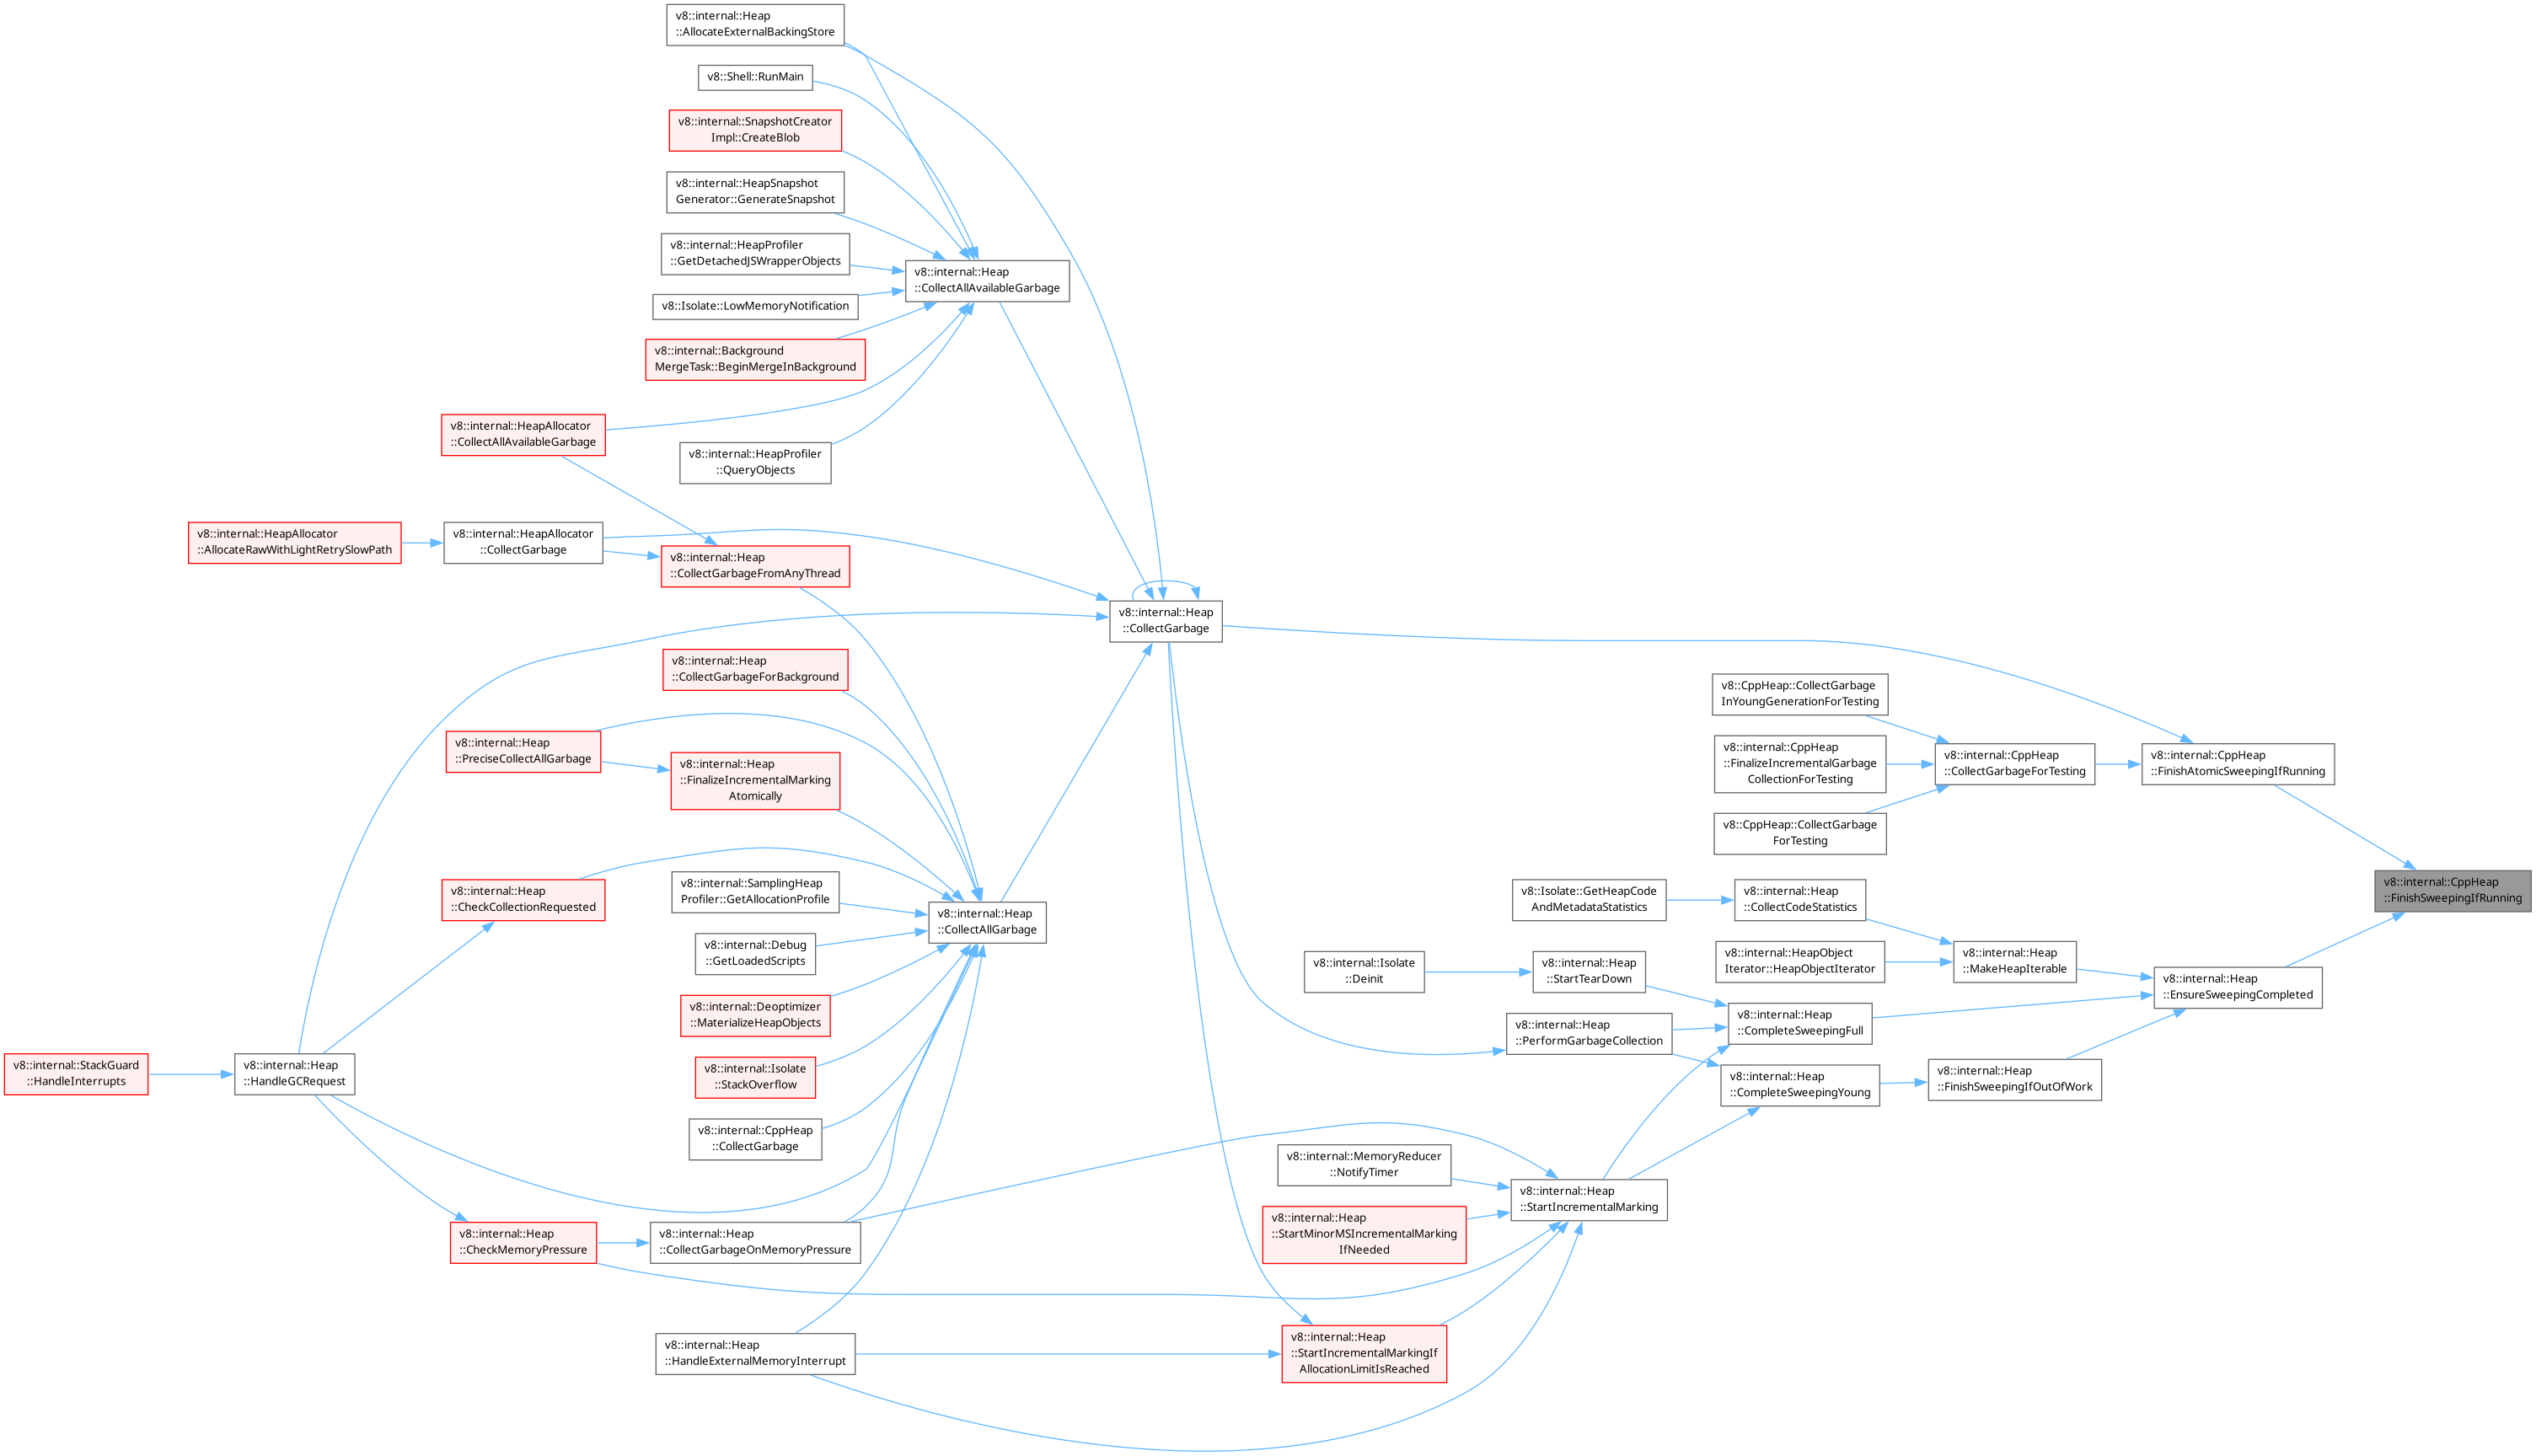 v8::internal::Heap
::AllocateExternalBackingStore
v8::Shell::RunMain
v8::internal::SnapshotCreator
Impl::CreateBlob
v8::internal::HeapSnapshot
Generator::GenerateSnapshot
v8::internal::HeapProfiler
::GetDetachedJSWrapperObjects
v8::Isolate::LowMemoryNotification
v8::internal::Background
MergeTask::BeginMergeInBackground
v8::internal::Heap
::CollectAllAvailableGarbage
v8::internal::HeapAllocator
::CollectAllAvailableGarbage
v8::internal::HeapProfiler
::QueryObjects
v8::internal::HeapAllocator
::AllocateRawWithLightRetrySlowPath
v8::internal::HeapAllocator
::CollectGarbage
v8::internal::Heap
::CollectGarbageFromAnyThread
v8::internal::Heap
::CollectGarbage
v8::internal::Heap
::CollectGarbageForBackground
v8::internal::Heap
::PreciseCollectAllGarbage
v8::internal::Heap
::FinalizeIncrementalMarking
Atomically
v8::internal::Heap
::CheckCollectionRequested
v8::internal::SamplingHeap
Profiler::GetAllocationProfile
v8::internal::Heap
::CollectAllGarbage
v8::internal::Debug
::GetLoadedScripts
v8::internal::Deoptimizer
::MaterializeHeapObjects
v8::internal::Isolate
::StackOverflow
v8::internal::CppHeap
::CollectGarbage
v8::internal::StackGuard
::HandleInterrupts
v8::internal::Heap
::HandleGCRequest
v8::internal::Heap
::CheckMemoryPressure
v8::internal::Heap
::CollectGarbageOnMemoryPressure
v8::internal::Heap
::HandleExternalMemoryInterrupt
v8::CppHeap::CollectGarbage
InYoungGenerationForTesting
v8::internal::CppHeap
::FinalizeIncrementalGarbage
CollectionForTesting
v8::CppHeap::CollectGarbage
ForTesting
v8::internal::CppHeap
::CollectGarbageForTesting
v8::internal::CppHeap
::FinishAtomicSweepingIfRunning
v8::internal::CppHeap
::FinishSweepingIfRunning
v8::Isolate::GetHeapCode
AndMetadataStatistics
v8::internal::Heap
::CollectCodeStatistics
v8::internal::HeapObject
Iterator::HeapObjectIterator
v8::internal::Heap
::MakeHeapIterable
v8::internal::Heap
::EnsureSweepingCompleted
v8::internal::Isolate
::Deinit
v8::internal::Heap
::StartTearDown
v8::internal::Heap
::CompleteSweepingFull
v8::internal::Heap
::PerformGarbageCollection
v8::internal::Heap
::CompleteSweepingYoung
v8::internal::Heap
::FinishSweepingIfOutOfWork
v8::internal::MemoryReducer
::NotifyTimer
v8::internal::Heap
::StartIncrementalMarking
v8::internal::Heap
::StartMinorMSIncrementalMarking
IfNeeded
v8::internal::Heap
::StartIncrementalMarkingIf
AllocationLimitIsReached